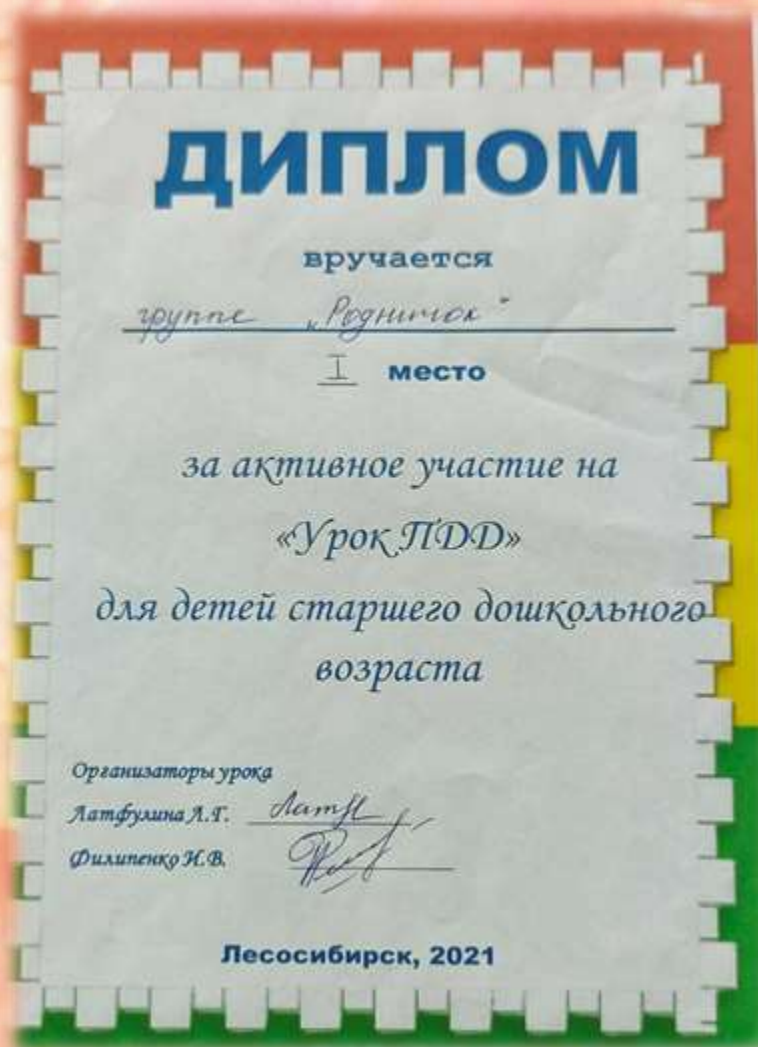 ДИПЛОМ
вручается
группе „Родничок"
I место
за активное участие на
«Урок ПДД»
для детей старшего дошкольного
возраста
Организаторы урока
Латфулина Л.Г.
Филипенко И.В.
Лесосибирск, 2021